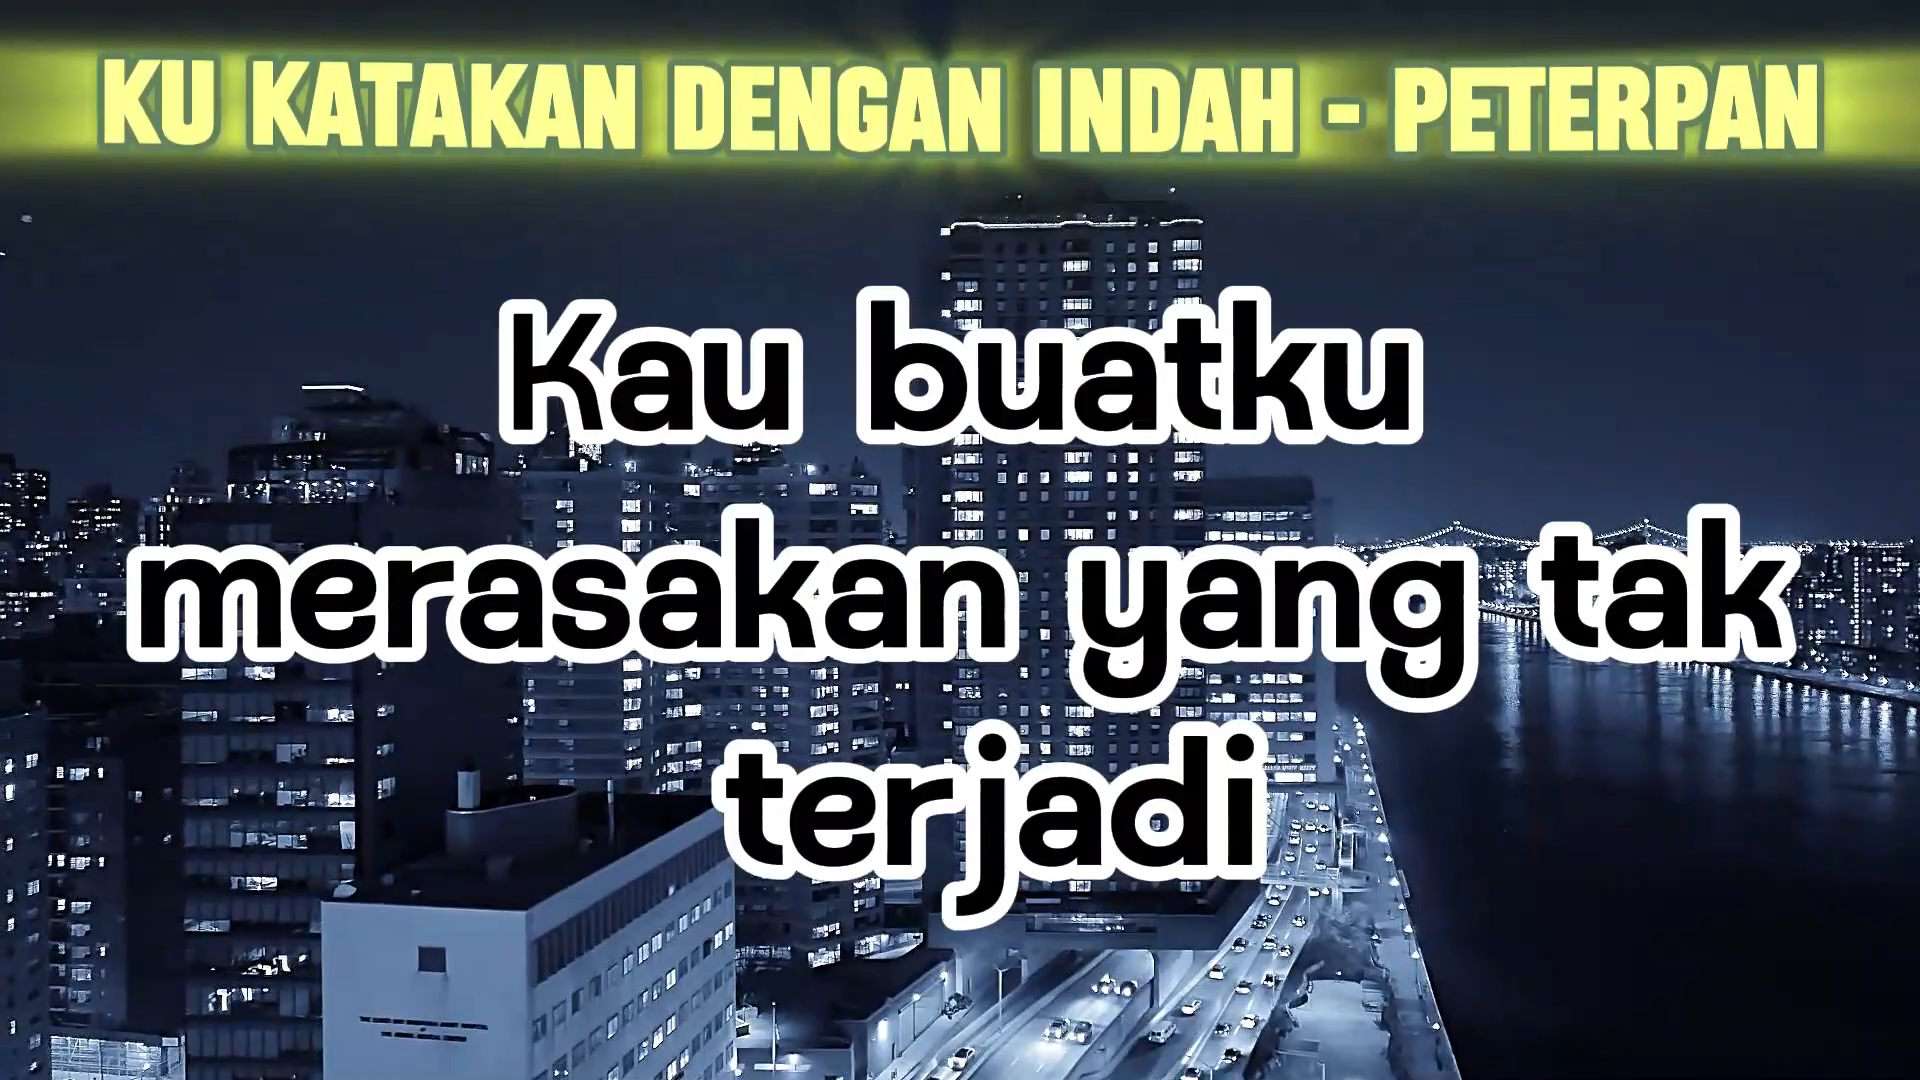 KU KATAKAN DENGAN INDAH - PETERPAN
Kau buatku
merasakan yang tak
terjadi